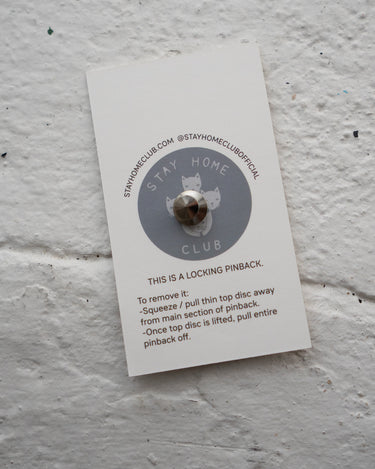 STAYHOMECLUB.COM @STAYHOMECLUBOFFICIAL
STAY HOME
CLUB
THIS IS A LOCKING PINBACK.
To remove it:
-Squeeze / pull thin top disc away
from main section of pinback.
-Once top disc is lifted, pull entire
pinback off.